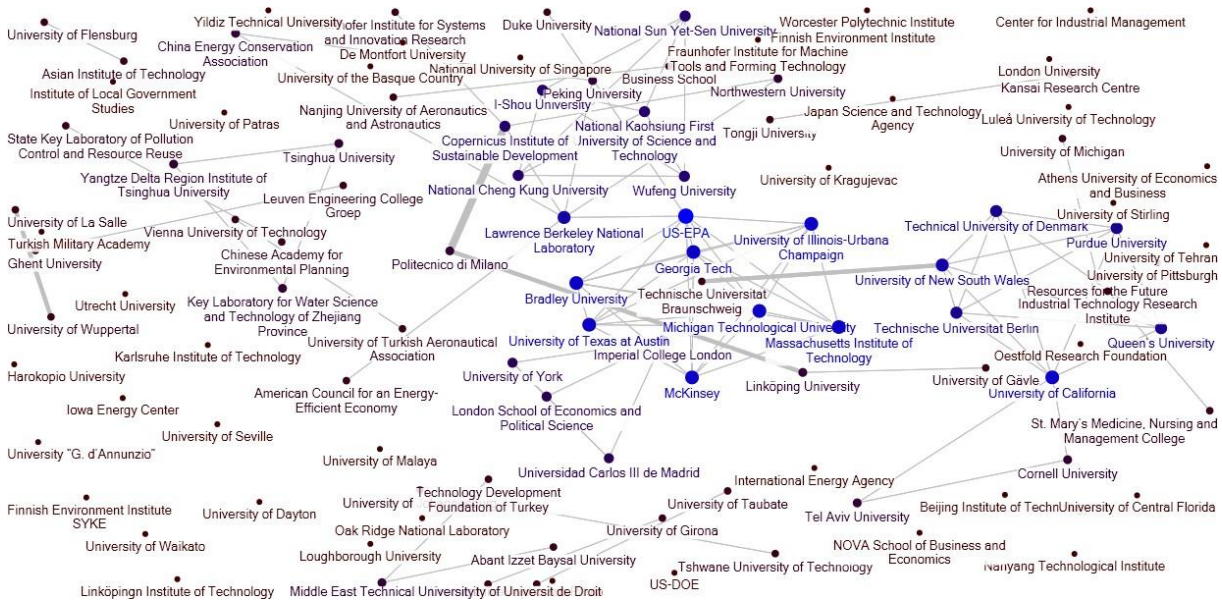 Yildiz Technical University
hofer Institute for Systems
and Innovation Research
De Montfort University
Duke University
National Sun Yet-Sen University
Worcester Polytechnic Institute
Finnish Environment Institute
Center for Industrial Management
University of Flensburg
China Energy Conservation
Association
Asian Institute of Technology
Institute of Local Government
Studies
University of the Basque Country
National University of Singapore
Fraunhofer Institute for Machine
Tools and Forming Technology
Business School
Peking University
Northwestern University
London University
Kansai Research Centre
Nanjing University of Aeronautics
and Astronautics
I-Shou University
Japan Science and Technology
Agency
Luleå University of Technology
University of Patras
State Key Laboratory of Pollution
Control and Resource Reuse
Tsinghua University
Copernicus Institute of
Sustainable Development
National Kaohsiung First
University of Science and
Technology
Tongji University
University of Michigan
Yangtze Delta Region Institute of
Tsinghua University
Leuven Engineering College
Groep
National Cheng Kung University
Wufeng University
University of Kragujevac
Athens University of Economics
and Business
University of La Salle
Turkish Military Academy
Ghent University
Vienna University of Technology
Lawrence Berkeley National
Laboratory
US-EPA
University of Illinois-Urbana
Champaign
Technical University of Denmark
University of Stirling
Purdue University
University of Tehran
Chinese Academy for
Environmental Planning
Politecnico di Milano
Georgia Tech
University of New South Wales
University of Pittsburgh
Resources for the Future
Industrial Technology Research
Institute
Utrecht University
Key Laboratory for Water Science
and Technology of Zhejiang
Province
Bradley University
Technische Universitat
Braunschweig
University of Wuppertal
University of Turkish Aeronautical
Association
University of Texas at Austin
Michigan Technological University
Massachusetts Institute of
Technology
Technische Universitat Berlin
Queen's University
Karlsruhe Institute of Technology
Imperial College London
Oestfold Research Foundation
Harokopio University
American Council for an Energy-
Efficient Economy
University of York
McKinsey
Linköping University
University of Gävle
University of California
Iowa Energy Center
London School of Economics and
Political Science
St. Mary's Medicine, Nursing and
Management College
University "G. d'Annunzio"
University of Seville
University of Malaya
Universidad Carlos III de Madrid
International Energy Agency
Cornell University
Finnish Environment Institute
SYKE
University of Dayton
University of
Technology Development
Foundation of Turkey
University of Taubate
Tel Aviv University
Beijing Institute of Techn
University of Central Florida
University of Waikato
Oak Ridge National Laboratory
University of Girona
Loughborough University
Abant Izzet Baysal University
Tshwane University of Technology
NOVA School of Business and
Economics
Nanyang Technological Institute
Linköpingn Institute of Technology
Middle East Technical University
ty of
Universit de Droit
US-DOE